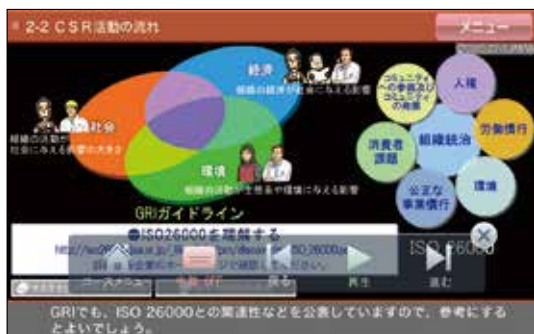 2-2 CSR活動の流れ
メニュー
経済
組織の経済が社会に与える影響
社会
組織の活動が
社会に与える影響の大きさ
環境
組織の活動が生態系や環境に与える影響
GRIガイドライン
コミュニティ
への参画及び
コミュニティ
の発展
人権
労働慣行
組織統治
消費者
課題
公正な
事業慣行
環境
ISO 26000
●ISO26000を理解する
コースメニュー
戻る
再生
進む
GRIでも、ISO 26000との関連性などを公表していますので、参考にする
とよいでしょう。